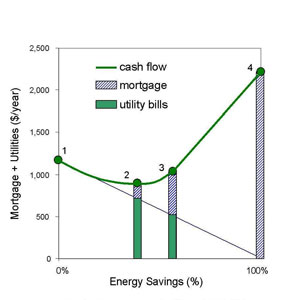 Mortgage + Utilities ($/year)
2,500
2,000
1,500
1,000
500
0
cash flow
mortgage
utility bills
1
2
3
4
0%
100%
Energy Savings (%)